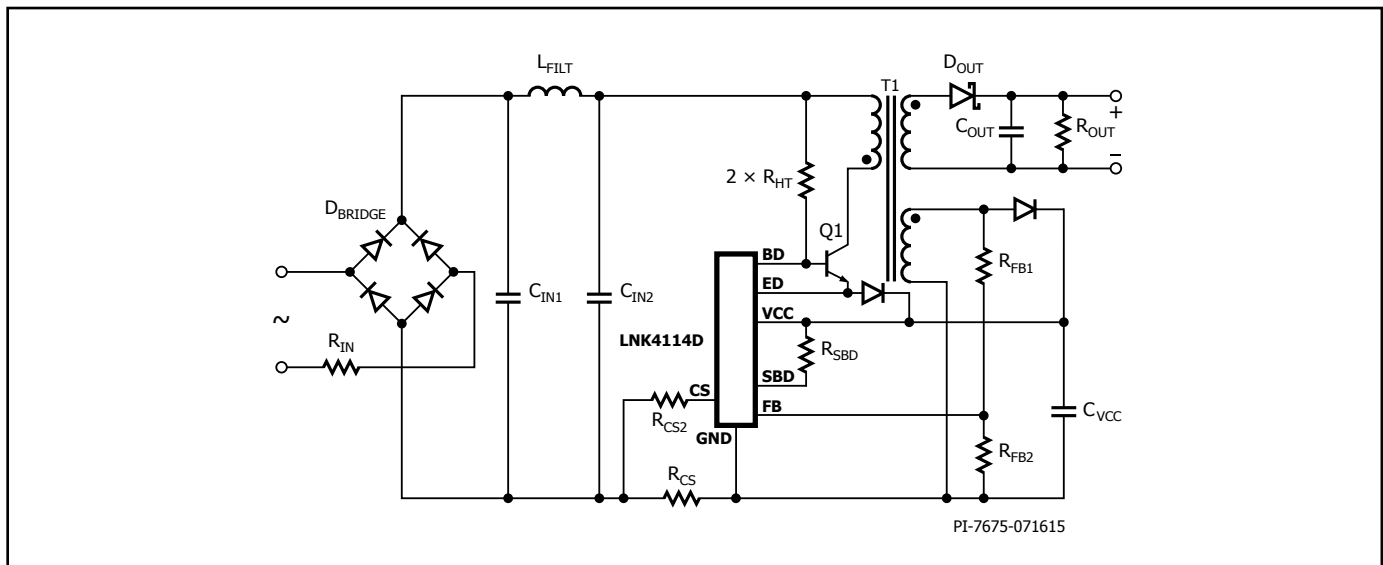 L_FILT
D_OUT
T1
C_OUT
R_OUT
+
−
2 × R_HT
D_BRIDGE
Q1
BD
ED
VCC
LNK4114D
R_SBD
SBD
CS
FB
GND
R_FB1
C_IN1
C_IN2
~
R_IN
R_CS2
C_VCC
R_FB2
R_CS
PI-7675-071615